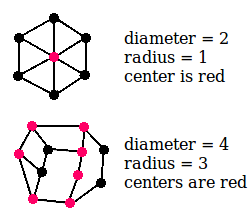 diameter = 2
radius = 1
center is red
diameter = 4
radius = 3
centers are red